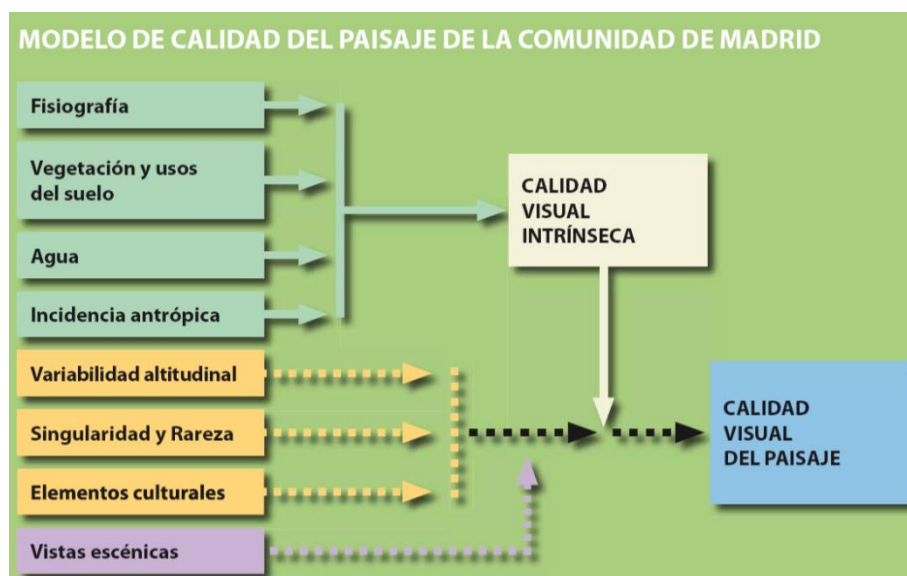 MODELO DE CALIDAD DEL PAISAJE DE LA COMUNIDAD DE MADRID
Fisiografía
Vegetación y usos
del suelo
Agua
Incidencia antrópica
Variabilidad altitudinal
Singularidad y Rareza
Elementos culturales
Vistas escénicas
CALIDAD
VISUAL
INTRÍNSECA
CALIDAD
VISUAL
DEL PAISAJE